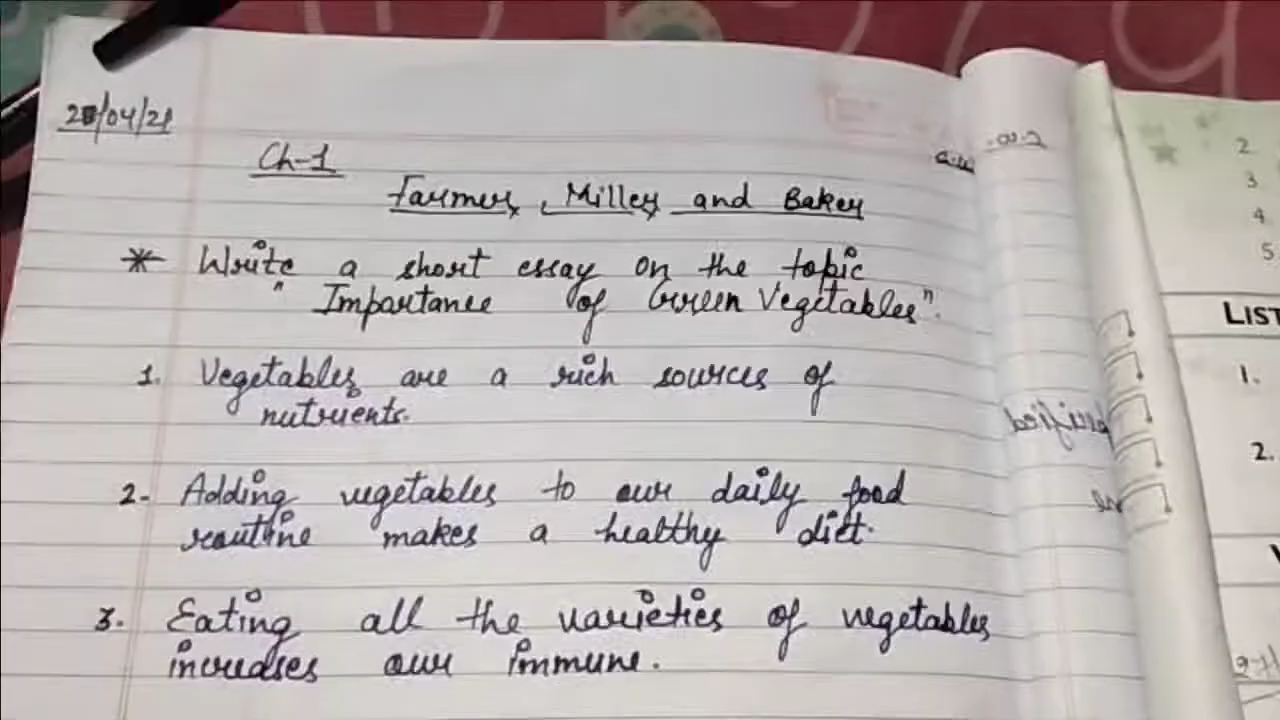 /04/21
Ch-1
Farmer, Miller and Baker
* Write a short essay on the topic
" Importance of Green Vegetables".
1. Vegetables are a rich sources of
nutrients.
2- Adding vegetables to our daily food
routine makes a healthy diet.
3. Eating all the varieties of vegetables
increases our immune.
2
3
4.
5.
LIST
1.
2.